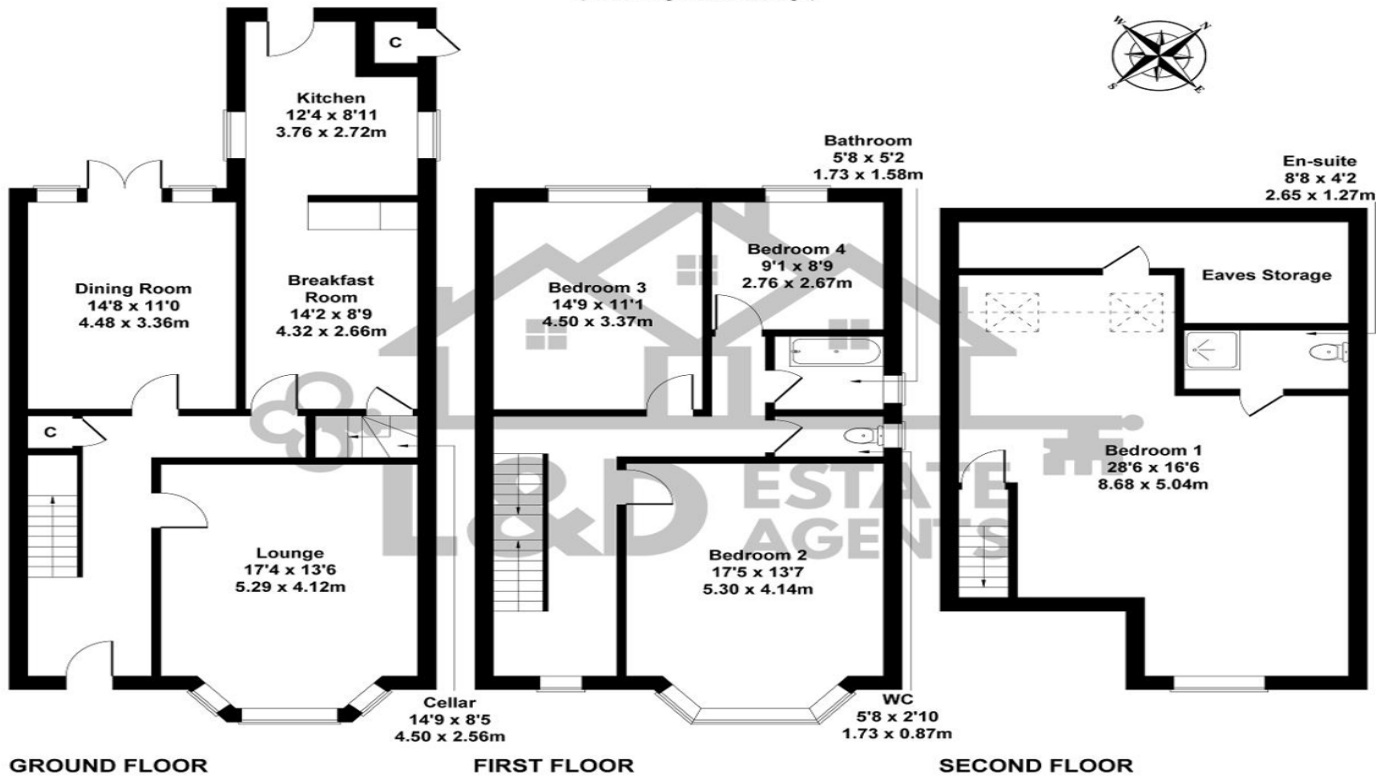 W
N
S
E
C
Kitchen
12'4 x 8'11
3.76 x 2.72m
Dining Room
14'8 x 11'0
4.48 x 3.36m
Breakfast
Room
14'2 x 8'9
4.32 x 2.66m
C
Lounge
17'4 x 13'6
5.29 x 4.12m
Cellar
14'9 x 8'5
4.50 x 2.56m
GROUND FLOOR
Bathroom
5'8 x 5'2
1.73 x 1.58m
Bedroom 3
14'9 x 11'1
4.50 x 3.37m
Bedroom 4
9'1 x 8'9
2.76 x 2.67m
Bedroom 2
17'5 x 13'7
5.30 x 4.14m
WC
5'8 x 2'10
1.73 x 0.87m
FIRST FLOOR
En-suite
8'8 x 4'2
2.65 x 1.27m
Eaves Storage
Bedroom 1
28'6 x 16'6
8.68 x 5.04m
SECOND FLOOR
L&D ESTATE
AGENTS